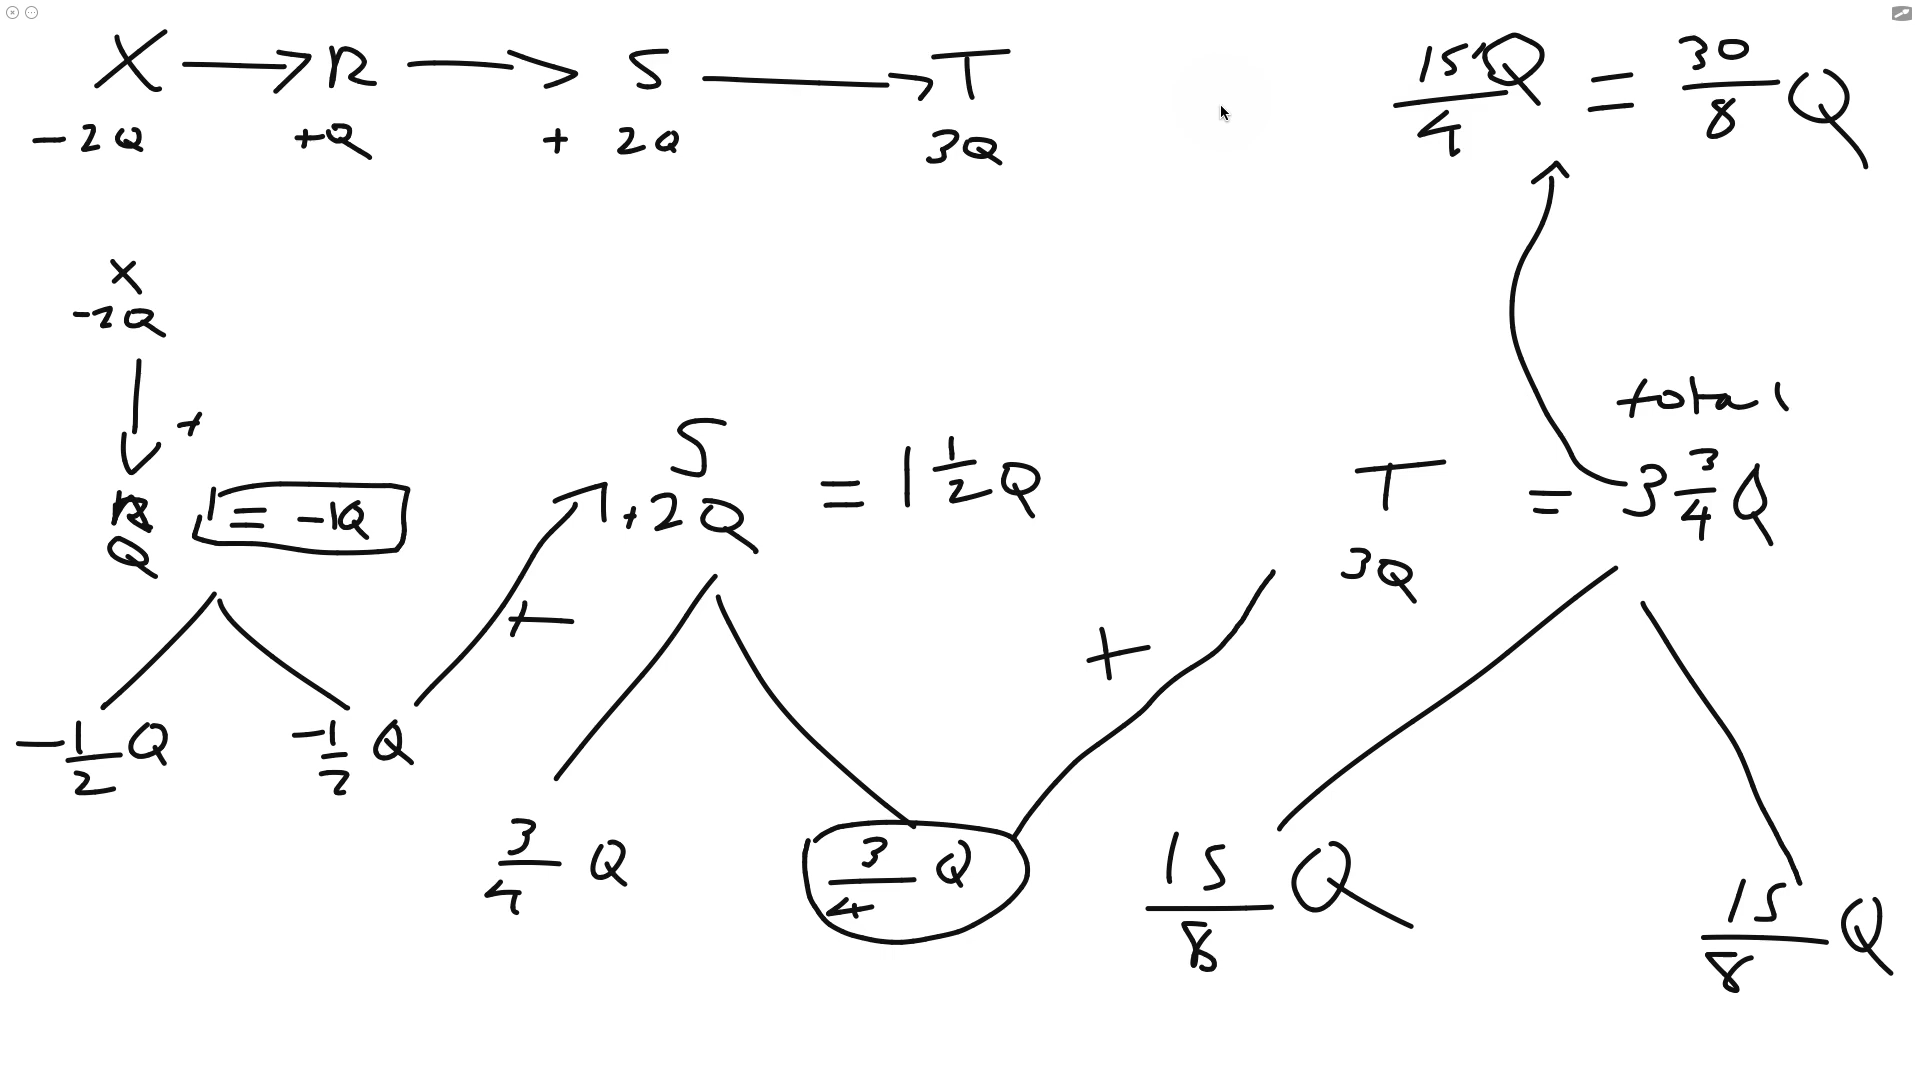 X → R → S → T
-2Q +Q + 2Q 3Q
15Q/4 = 30/8 Q
X
-2Q
+
R
Q
= -1Q
-1/2 Q -1/2 Q
+
S
+2Q
= 1 1/2 Q
3/4 Q 3/4 Q
+
T
3Q
total
= 3 3/4 Q
15/8 Q 15/8 Q